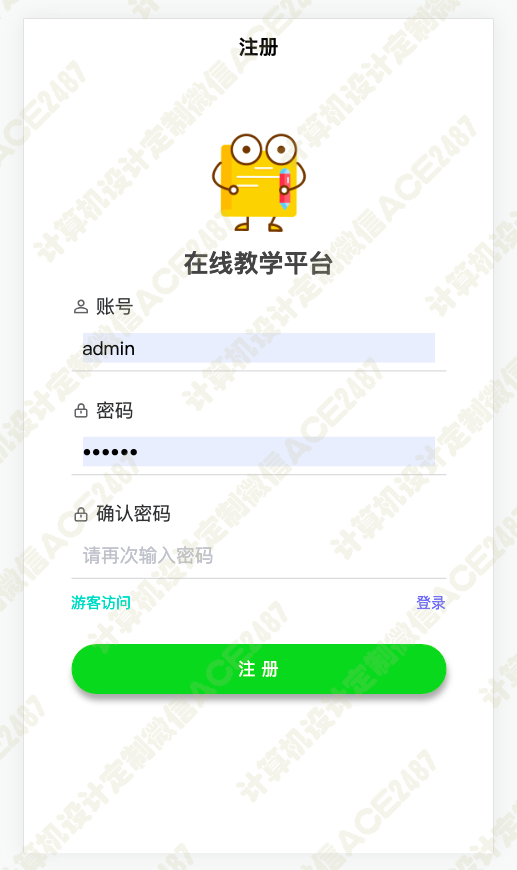 注册
在线教学平台
账号
admin
密码
••••••
确认密码
请再次输入密码
游客访问 登录
注 册
计算机设计定制微信ACE2487